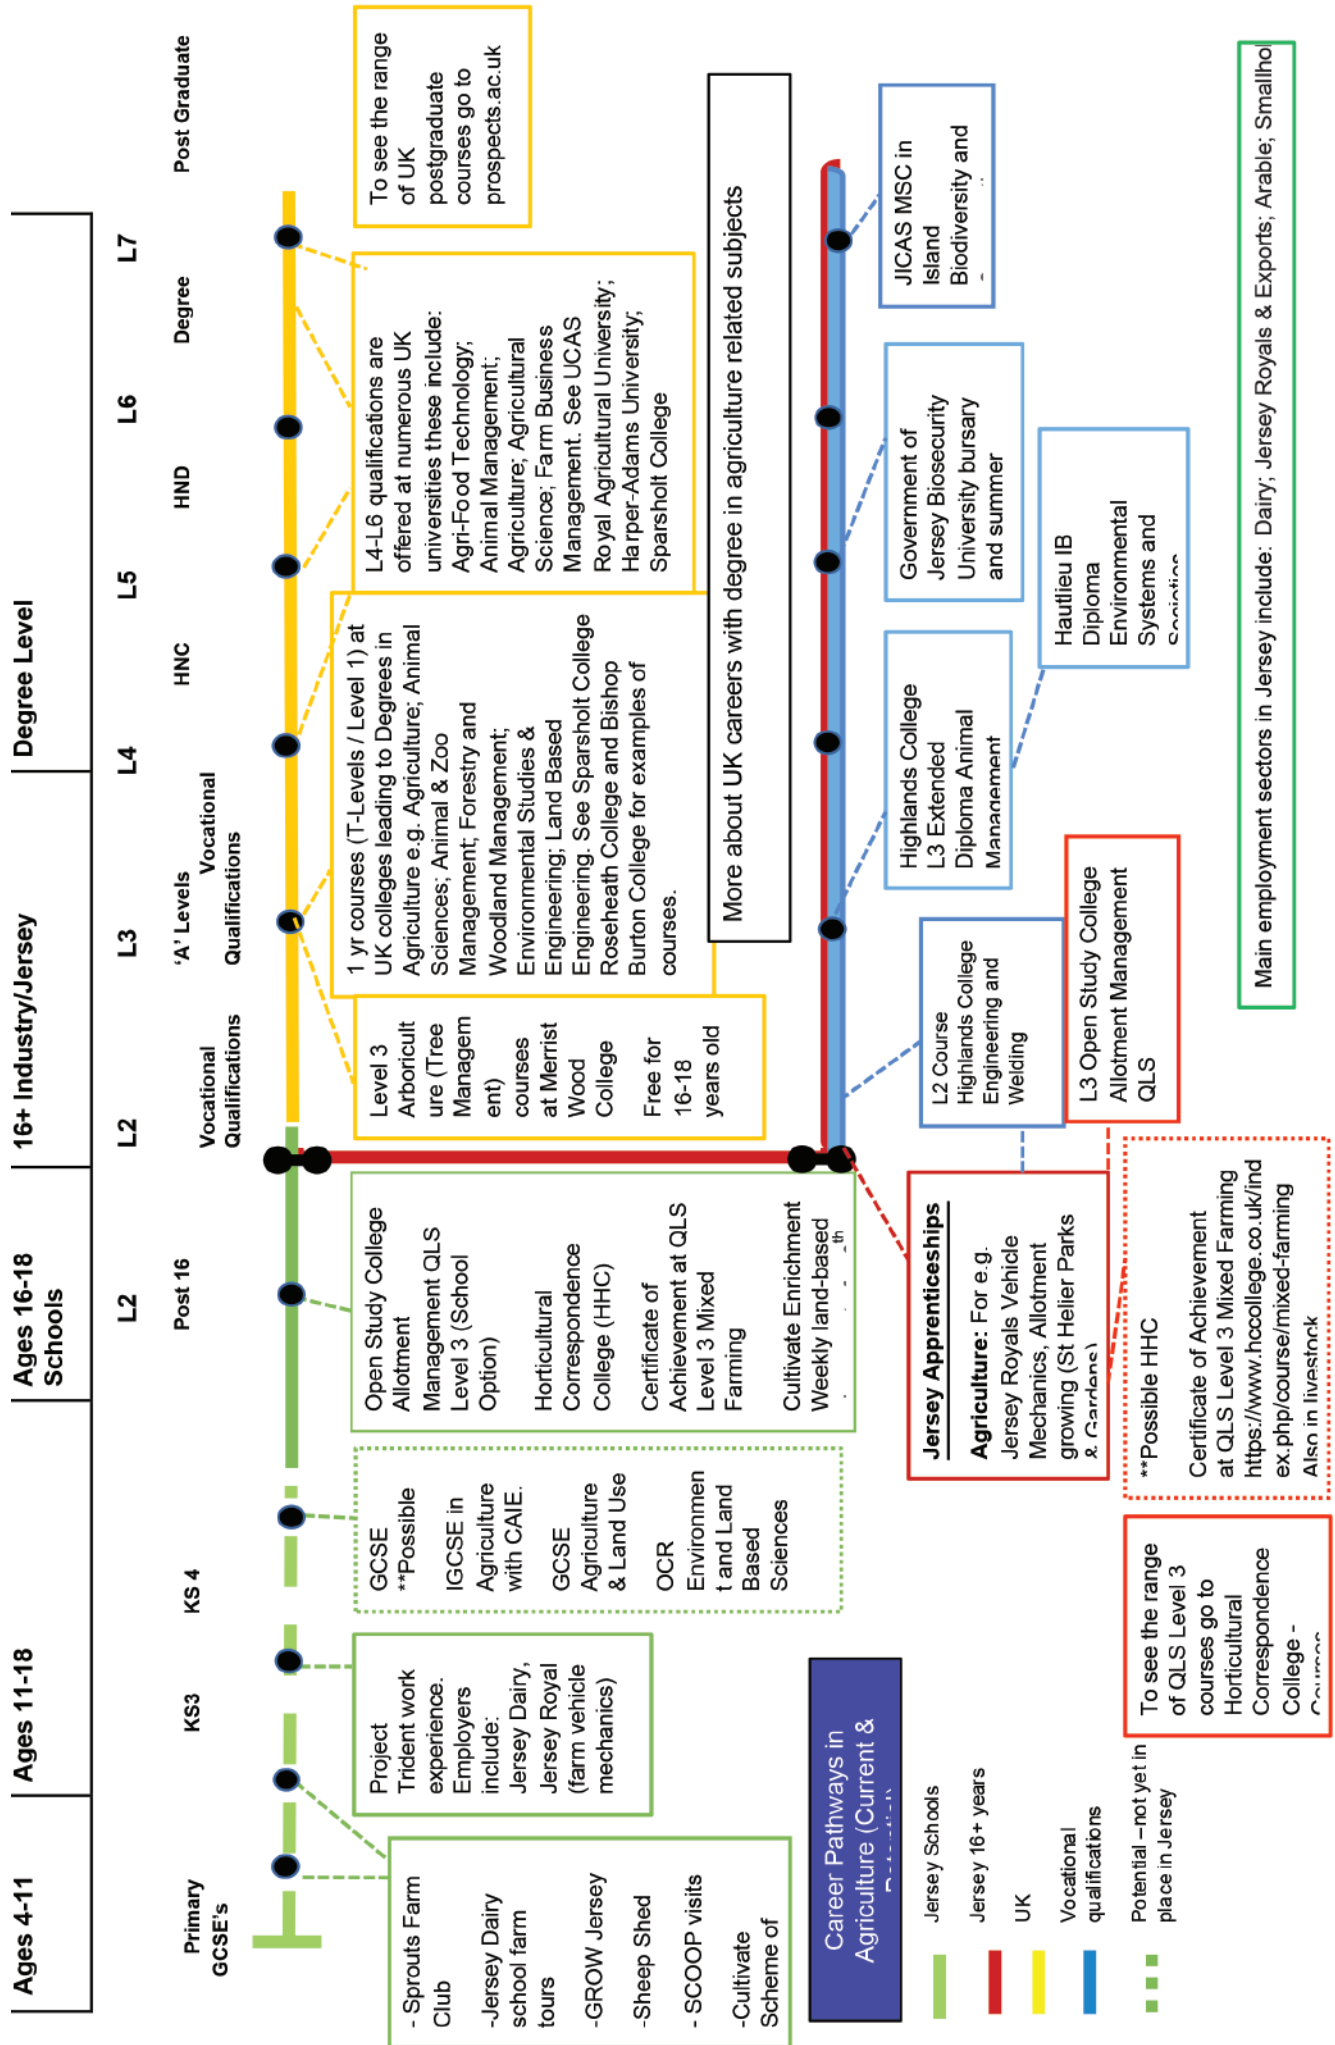 Ages 4-11
Ages 11-18
Ages 16-18
Schools
16+ Industry/Jersey
Degree Level
Primary
GCSE's
KS3
KS 4
L2
Post 16
L2
Vocational
Qualifications
L3
'A' Levels
Vocational
Qualifications
L4
HNC
L5
HND
L6
Degree
L7
Post Graduate
- Sprouts Farm
Club
-Jersey Dairy
school farm
tours
-GROW Jersey
-Sheep Shed
- SCOOP visits
-Cultivate
Scheme of
Project
Trident work
experience.
Employers
include:
Jersey Dairy,
Jersey Royal
(farm vehicle
mechanics)
GCSE
**Possible
IGCSE in
Agriculture
with CAIE.
GCSE
Agriculture
& Land Use
OCR
Environmen
t and Land
Based
Sciences
Open Study College
Allotment
Management QLS
Level 3 (School
Option)
Horticultural
Correspondence
College (HHC)
Certificate of
Achievement at QLS
Level 3 Mixed
Farming
Cultivate Enrichment
Weekly land-based
th
Level 3
Arboricult
ure (Tree
Managem
ent)
courses
at Merrist
Wood
College
Free for
16-18
years old
1 yr courses (T-Levels / Level 1) at
UK colleges leading to Degrees in
Agriculture e.g. Agriculture; Animal
Sciences; Animal & Zoo
Management; Forestry and
Woodland Management;
Environmental Studies &
Engineering; Land Based
Engineering. See Sparsholt College
Roseheath College and Bishop
Burton College for examples of
courses.
L4-L6 qualifications are
offered at numerous UK
universities these include:
Agri-Food Technology;
Animal Management;
Agriculture; Agricultural
Science; Farm Business
Management. See UCAS
Royal Agricultural University;
Harper-Adams University;
Sparsholt College
To see the range
of UK
postgraduate
courses go to
prospects.ac.uk
More about UK careers with degree in agriculture related subjects
Career Pathways in
Agriculture (Current &
Jersey Schools
Jersey 16+ years
UK
Vocational
qualifications
Potential –not yet in
place in Jersey
Jersey Apprenticeships
Agriculture: For e.g.
Jersey Royals Vehicle
Mechanics, Allotment
growing (St Helier Parks
& Gardens)
L2 Course
Highlands College
Engineering and
Welding
Highlands College
L3 Extended
Diploma Animal
Management
Government of
Jersey Biosecurity
University bursary
and summer
JICAS MSC in
Island
Biodiversity and
Hautlieu IB
Diploma
Environmental
Systems and
Societies
L3 Open Study College
Allotment Management
QLS
**Possible HHC
Certificate of Achievement
at QLS Level 3 Mixed Farming
https://www.hccollege.co.uk/ind
ex.php/course/mixed-farming
Also in livestock
To see the range
of QLS Level 3
courses go to
Horticultural
Correspondence
College -
Courses
Main employment sectors in Jersey include: Dairy; Jersey Royals & Exports; Arable; Smallhol